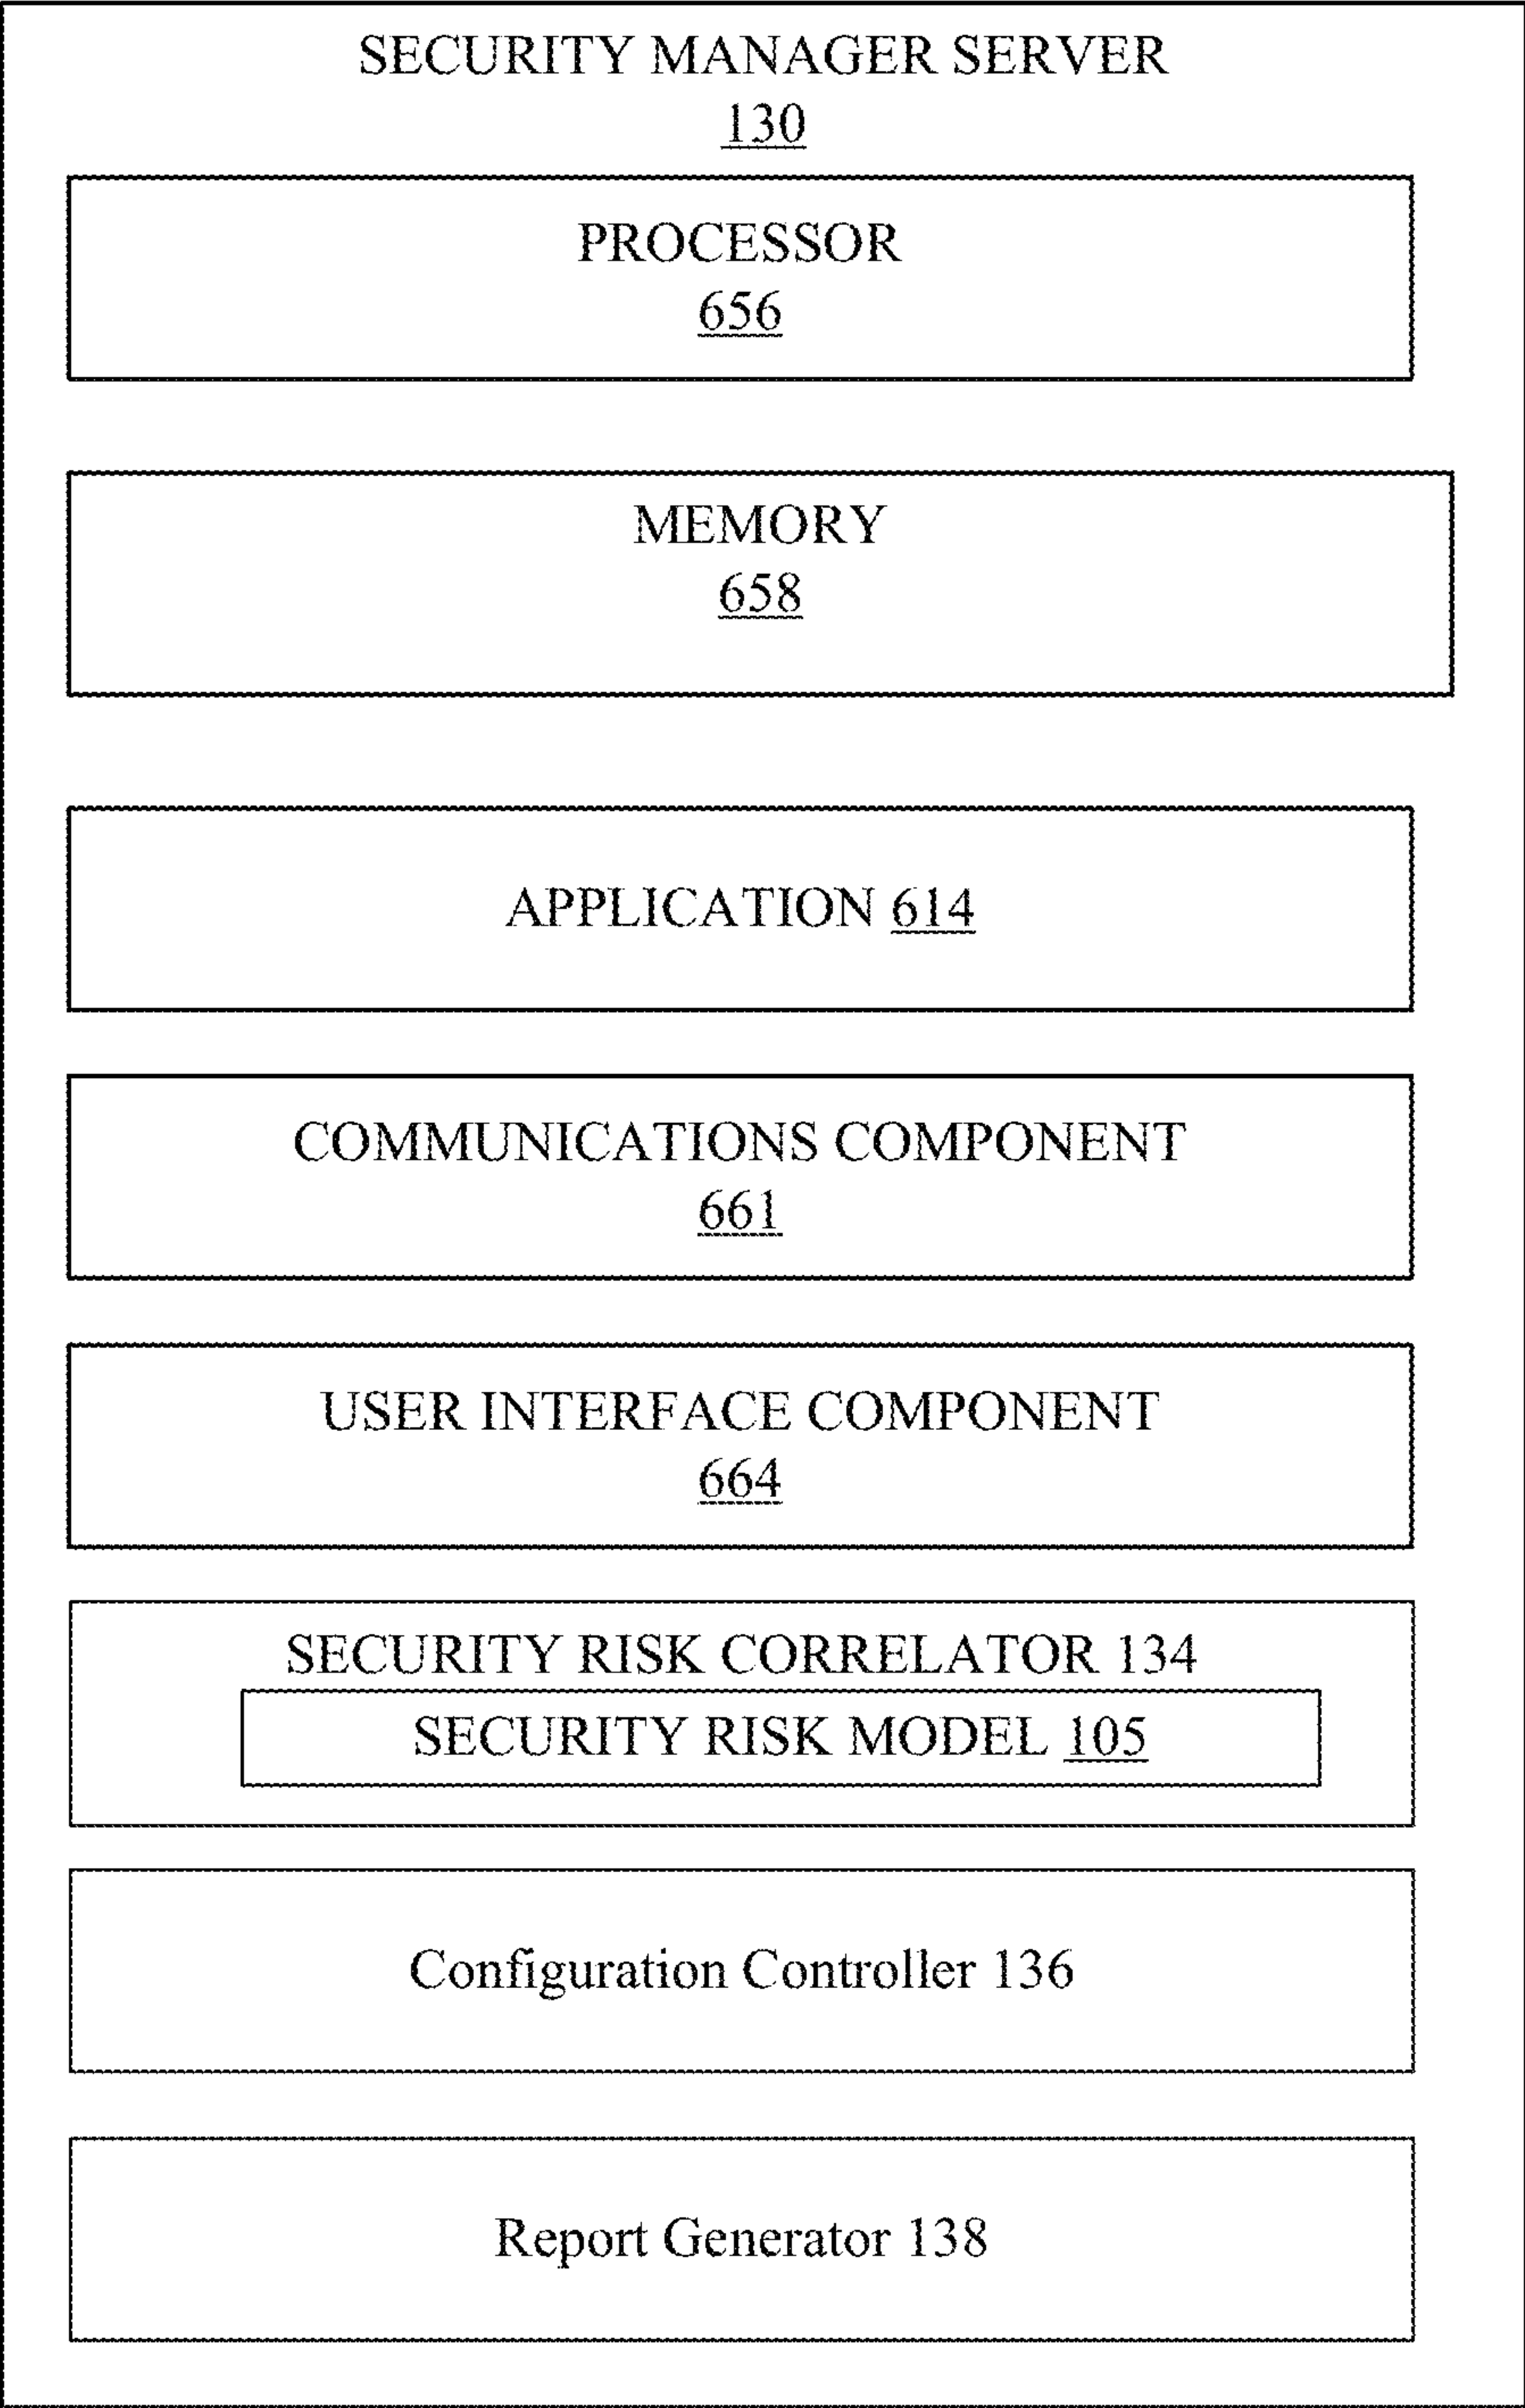 SECURITY MANAGER SERVER
130
PROCESSOR
656
MEMORY
658
APPLICATION 614
COMMUNICATIONS COMPONENT
661
USER INTERFACE COMPONENT
664
SECURITY RISK CORRELATOR 134
SECURITY RISK MODEL 105
Configuration Controller 136
Report Generator 138